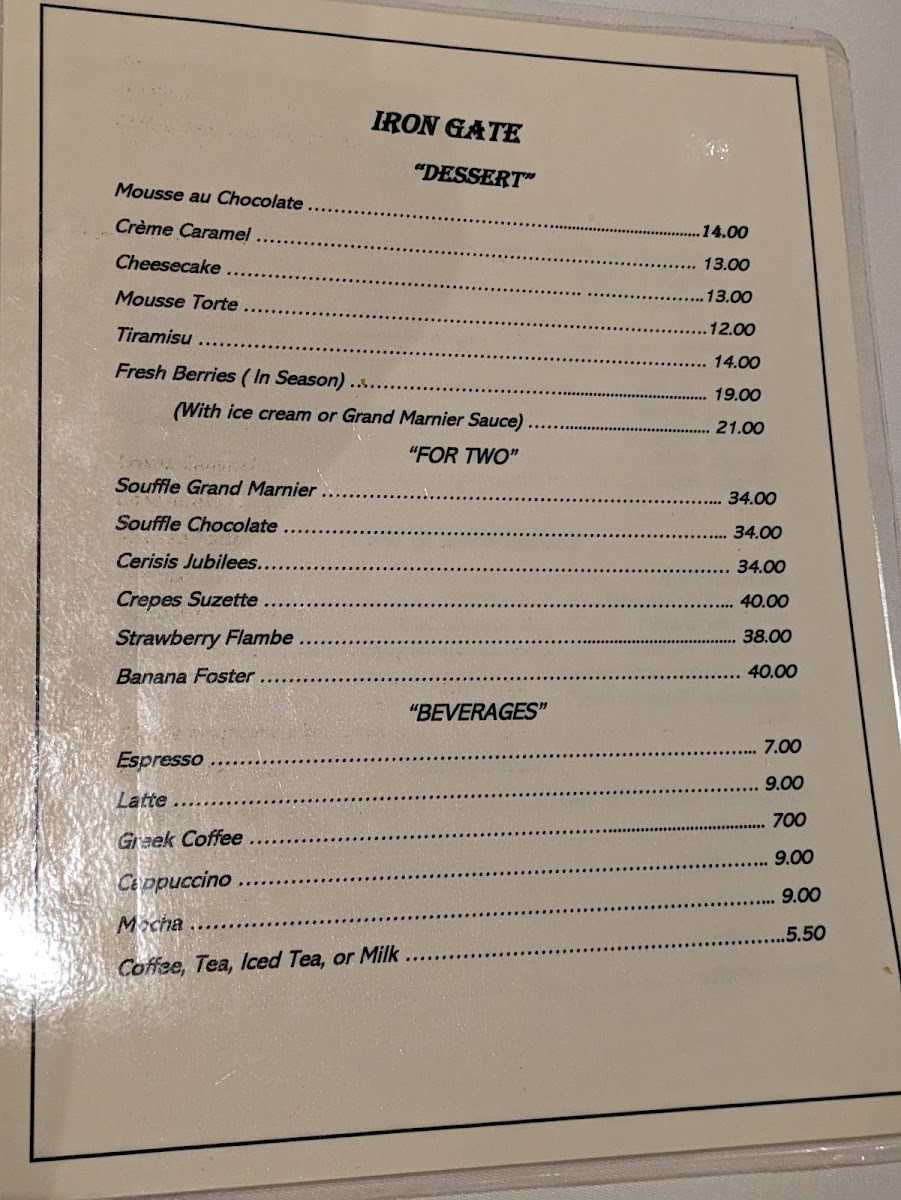 IRON GATE
"DESSERT"
Mousse au Chocolate ........................................ 14.00
Crème Caramel ........................................ 13.00
Cheesecake ........................................ 13.00
Mousse Torte ........................................ 12.00
Tiramisu ........................................ 14.00
Fresh Berries ( In Season) ........................................ 19.00
(With ice cream or Grand Marnier Sauce) ........................................ 21.00
"FOR TWO"
Souffle Grand Marnier ........................................ 34.00
Souffle Chocolate ........................................ 34.00
Cerisis Jubilees........................................ 34.00
Crepes Suzette ........................................ 40.00
Strawberry Flambe ........................................ 38.00
Banana Foster ........................................ 40.00
"BEVERAGES"
Espresso ........................................ 7.00
Latte ........................................ 9.00
Greek Coffee ........................................ 700
Cappuccino ........................................ 9.00
Mocha ........................................ 9.00
Coffee, Tea, Iced Tea, or Milk ........................................5.50